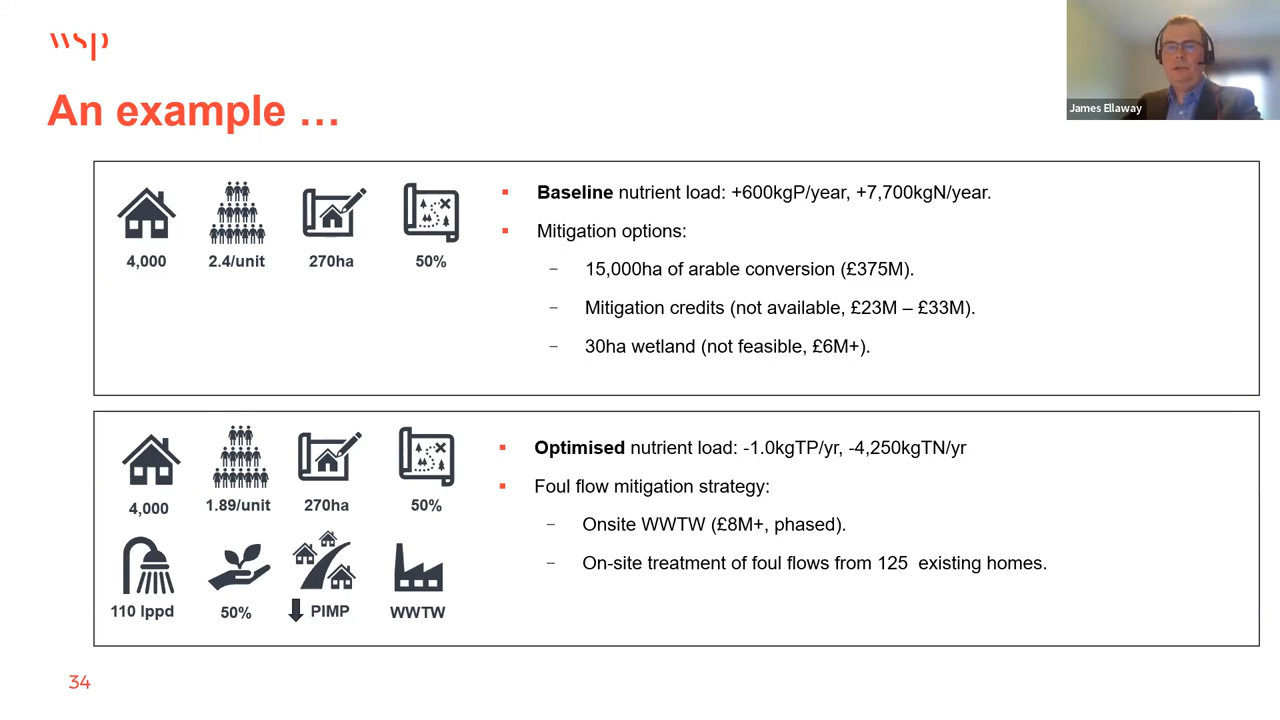 wsp
James Ellaway
An example …
4,000
2.4/unit
270ha
50%
Baseline nutrient load: +600kgP/year, +7,700kgN/year.
Mitigation options:
15,000ha of arable conversion (£375M).
Mitigation credits (not available, £23M – £33M).
30ha wetland (not feasible, £6M+).
4,000
1.89/unit
270ha
50%
110 lppd
50%
PIMP
WWTW
Optimised nutrient load: -1.0kgTP/yr, -4,250kgTN/yr
Foul flow mitigation strategy:
Onsite WWTW (£8M+, phased).
On-site treatment of foul flows from 125 existing homes.
34